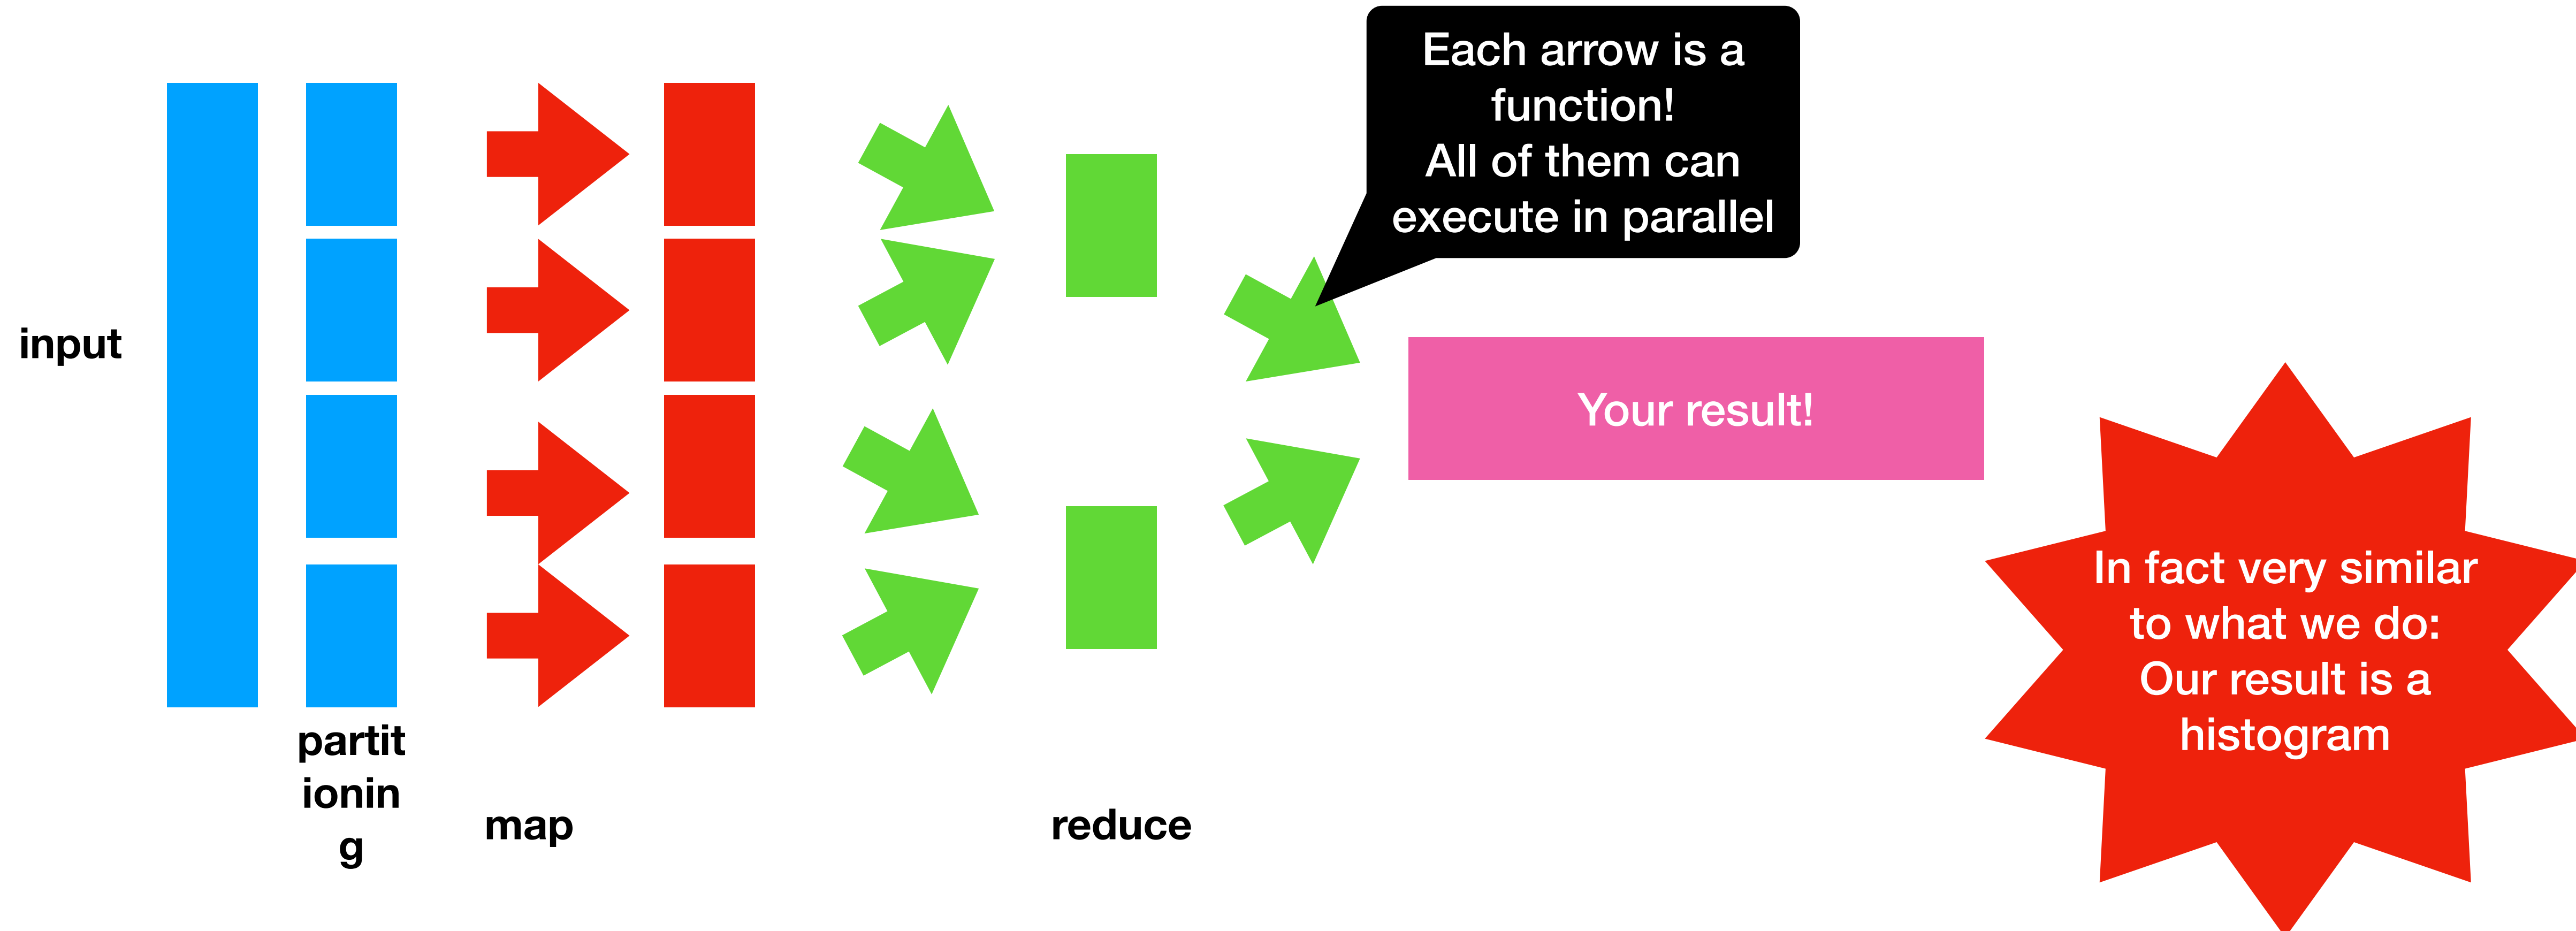 Each arrow is a
function!
All of them can
execute in parallel
input
Your result!
In fact very similar
to what we do:
Our result is a
histogram
partit
ionin
g
map
reduce